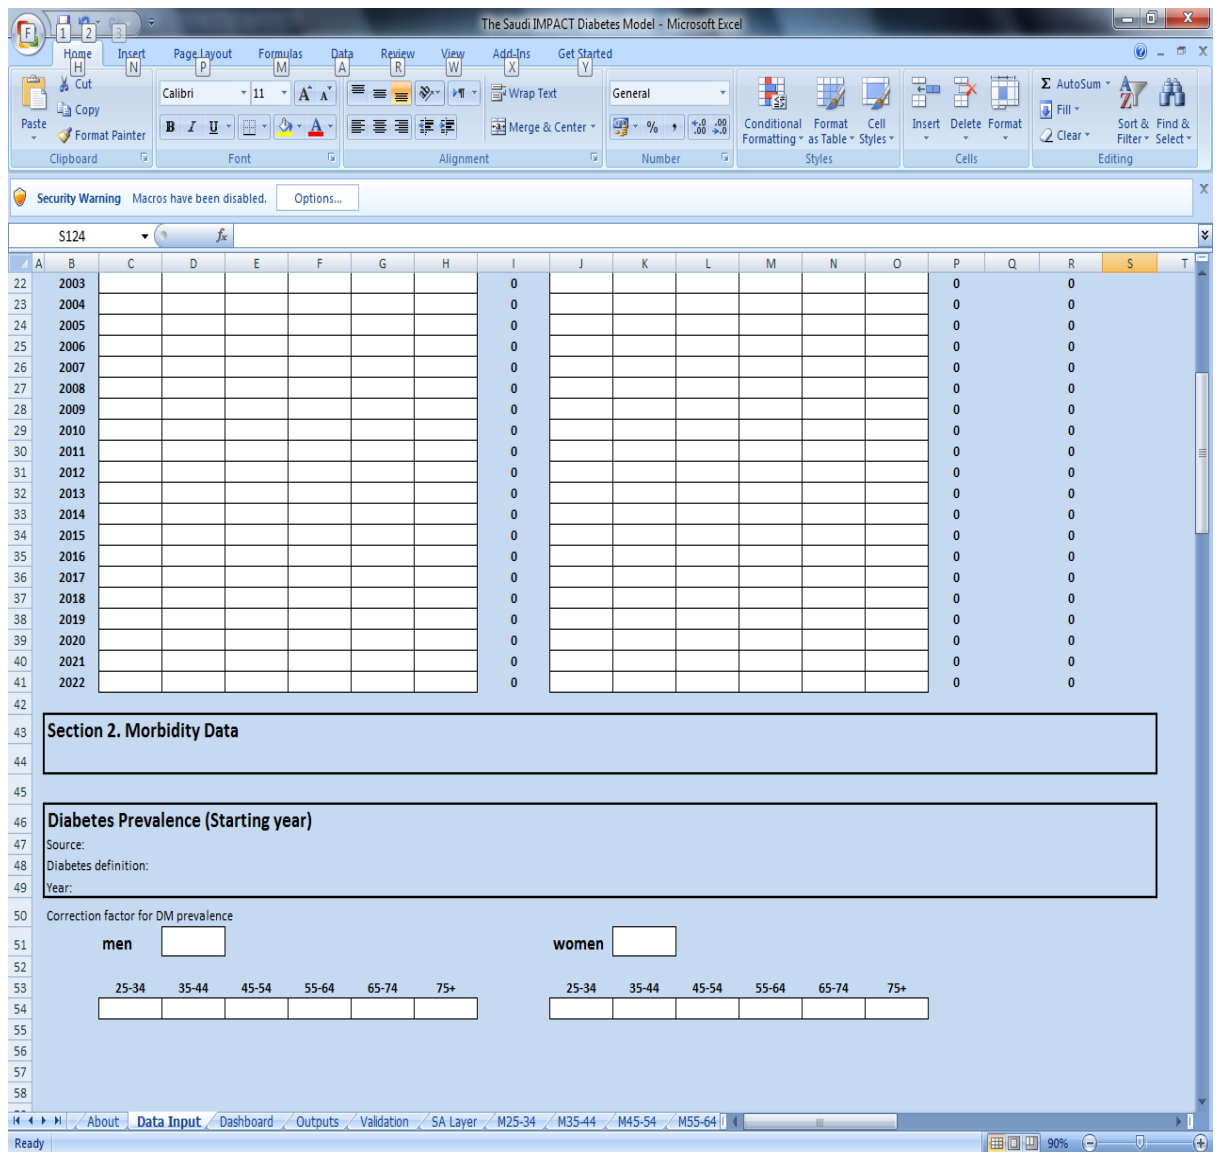 The Saudi IMPACT Diabetes Model - Microsoft Excel
F 1 2 3
Home Insert Page Layout Formulas Data Review View Add-Ins Get Started
H N P M A R W X Y
Paste Cut Copy Format Painter
Calibri 11 A A Wrap Text General
B I U A Merge & Center % , .0 .00 .00 .0
Conditional Formatting Format as Table Cell Styles Insert Delete Format
Σ AutoSum Fill Clear Sort & Filter Find & Select
Clipboard Font Alignment Number Styles Cells Editing
Security Warning Macros have been disabled. Options...
S124 fx
A B C D E F G H I J K L M N O P Q R S T
22 2003 0 0 0
23 2004 0 0 0
24 2005 0 0 0
25 2006 0 0 0
26 2007 0 0 0
27 2008 0 0 0
28 2009 0 0 0
29 2010 0 0 0
30 2011 0 0 0
31 2012 0 0 0
32 2013 0 0 0
33 2014 0 0 0
34 2015 0 0 0
35 2016 0 0 0
36 2017 0 0 0
37 2018 0 0 0
38 2019 0 0 0
39 2020 0 0 0
40 2021 0 0 0
41 2022 0 0 0
42
43 Section 2. Morbidity Data
44
45
46 Diabetes Prevalence (Starting year)
47 Source:
48 Diabetes definition:
49 Year:
50 Correction factor for DM prevalence
51 men women
52
53 25-34 35-44 45-54 55-64 65-74 75+ 25-34 35-44 45-54 55-64 65-74 75+
54
55
56
57
58
About Data Input Dashboard Outputs Validation SA Layer M25-34 M35-44 M45-54 M55-64
Ready 90%